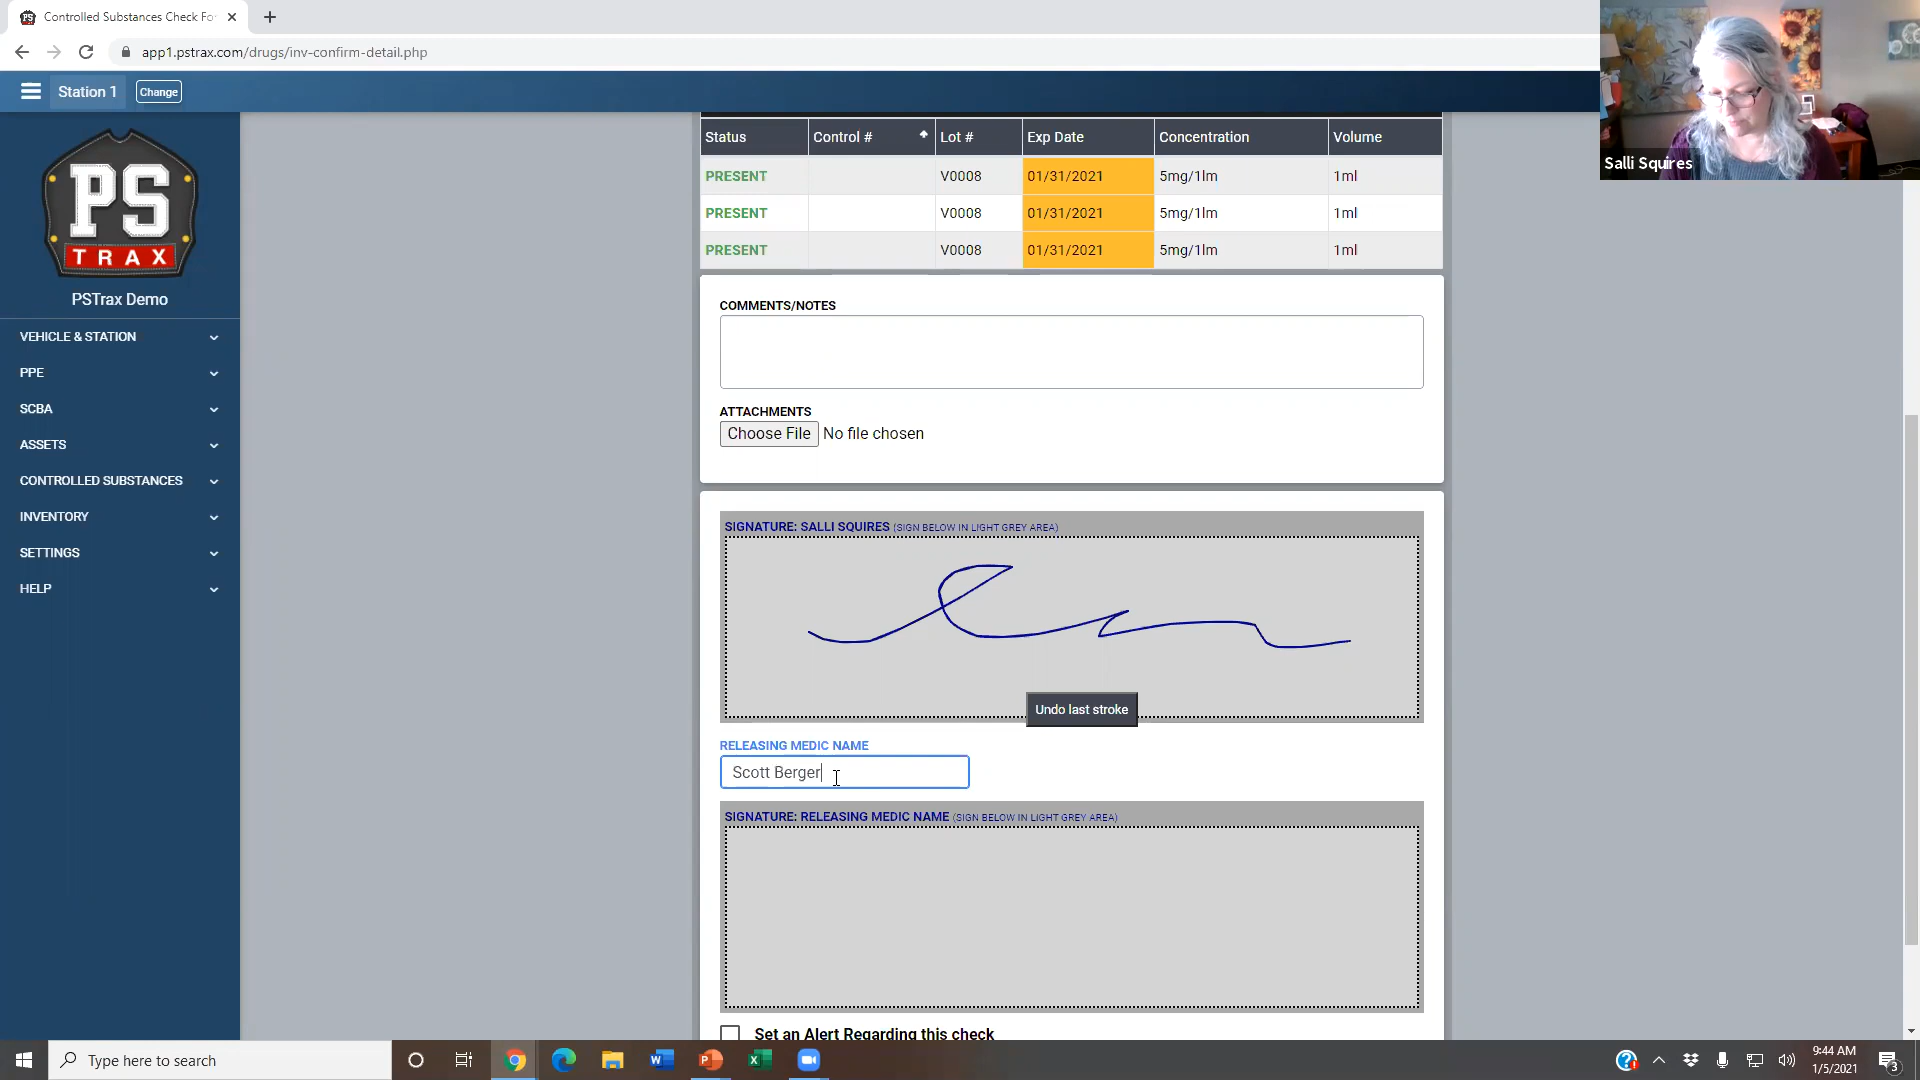 Controlled Substances Check Fo
app1.pstrax.com/drugs/inv-confirm-detail.php
Station 1
Change
Salli Squires
PS
TRAX
PSTrax Demo
VEHICLE & STATION
PPE
SCBA
ASSETS
CONTROLLED SUBSTANCES
INVENTORY
SETTINGS
HELP
Status Control # Lot # Exp Date Concentration Volume
PRESENT V0008 01/31/2021 5mg/1lm 1ml
PRESENT V0008 01/31/2021 5mg/1lm 1ml
PRESENT V0008 01/31/2021 5mg/1lm 1ml
COMMENTS/NOTES
ATTACHMENTS
Choose File No file chosen
SIGNATURE: SALLI SQUIRES (SIGN BELOW IN LIGHT GREY AREA)
Undo last stroke
RELEASING MEDIC NAME
Scott Berger
SIGNATURE: RELEASING MEDIC NAME (SIGN BELOW IN LIGHT GREY AREA)
Set an Alert Regarding this check
Type here to search
9:44 AM
1/5/2021
3